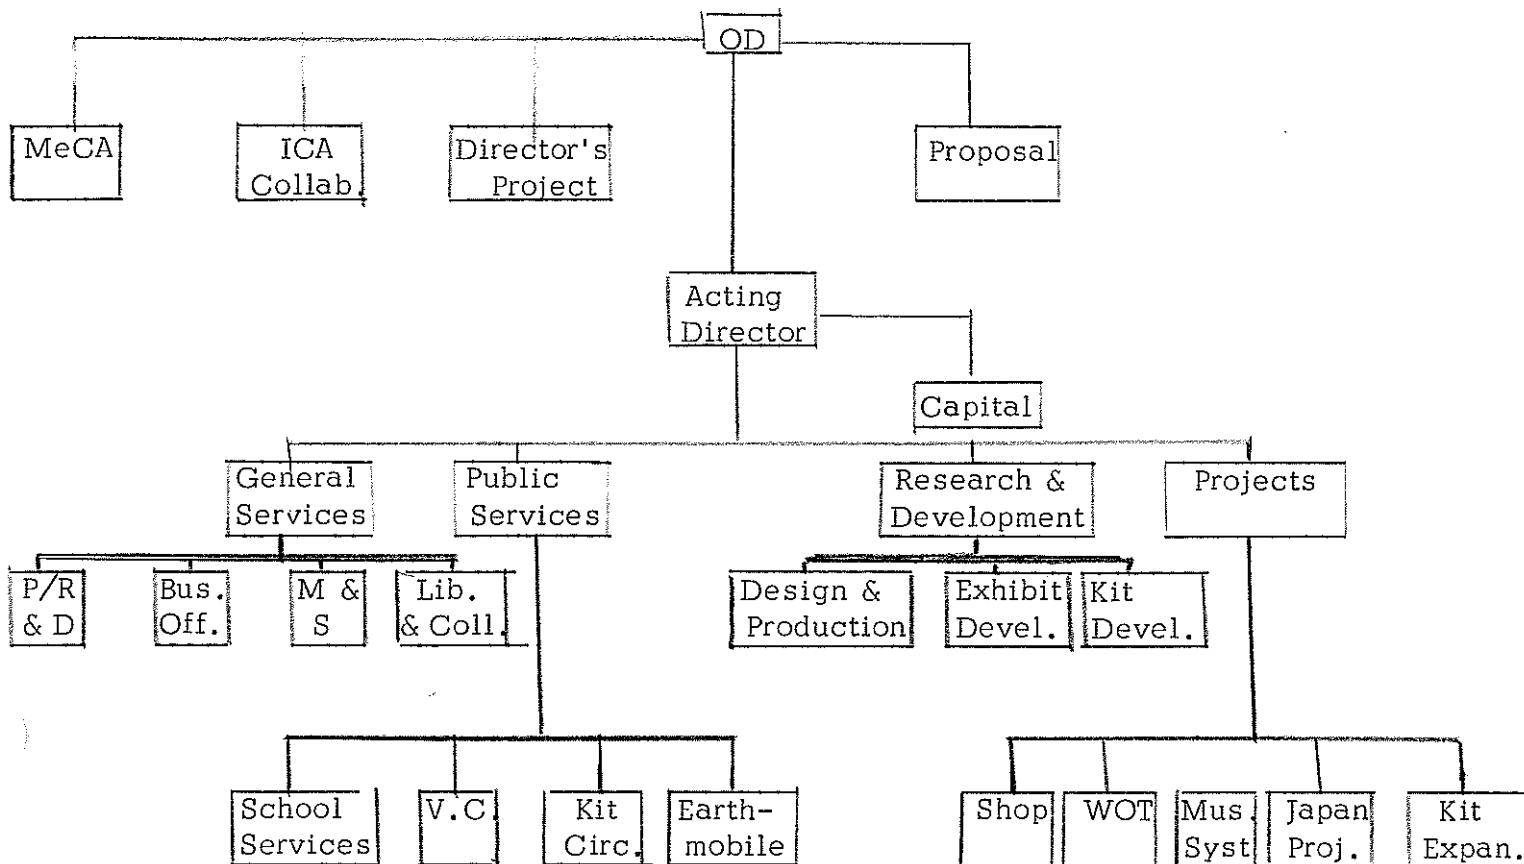 OD
MeCA
ICA
Collab.
Director's
Project
Proposal
Acting
Director
Capital
General
Services
Public
Services
Research &
Development
Projects
P/R
& D
Bus.
Off.
M &
S
Lib.
& Coll.
Design &
Production
Exhibit
Devel.
Kit
Devel.
School
Services
V.C.
Kit
Circ.
Earth-
mobile
Shop
WOT
Mus.
Syst
Japan
Proj.
Kit
Expan.